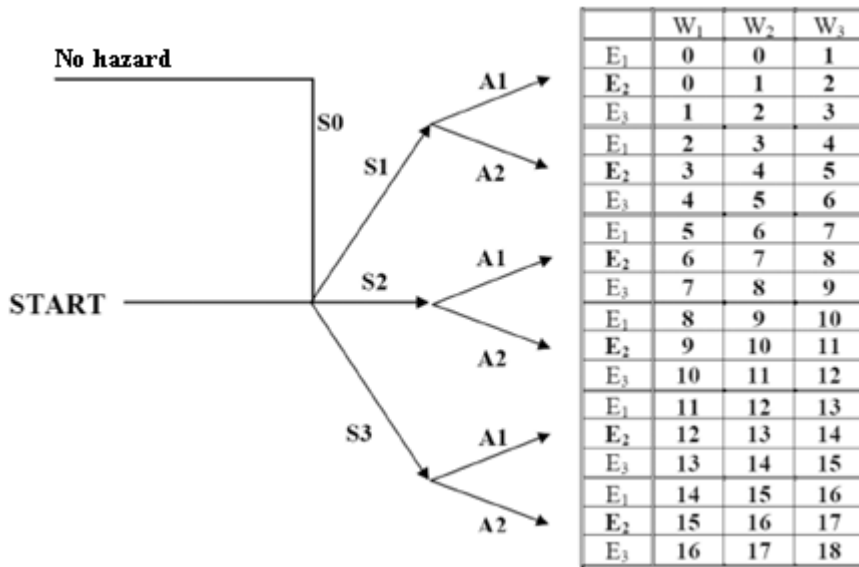 W₁ W₂ W₃
No hazard
E₁ 0 0 1
A1
E₂ 0 1 2
S0
E₃ 1 2 3
E₁ 2 3 4
S1
A2
E₂ 3 4 5
E₃ 4 5 6
E₁ 5 6 7
A1
E₂ 6 7 8
S2
E₃ 7 8 9
START
E₁ 8 9 10
A2
E₂ 9 10 11
E₃ 10 11 12
E₁ 11 12 13
S3
A1
E₂ 12 13 14
E₃ 13 14 15
E₁ 14 15 16
A2
E₂ 15 16 17
E₃ 16 17 18